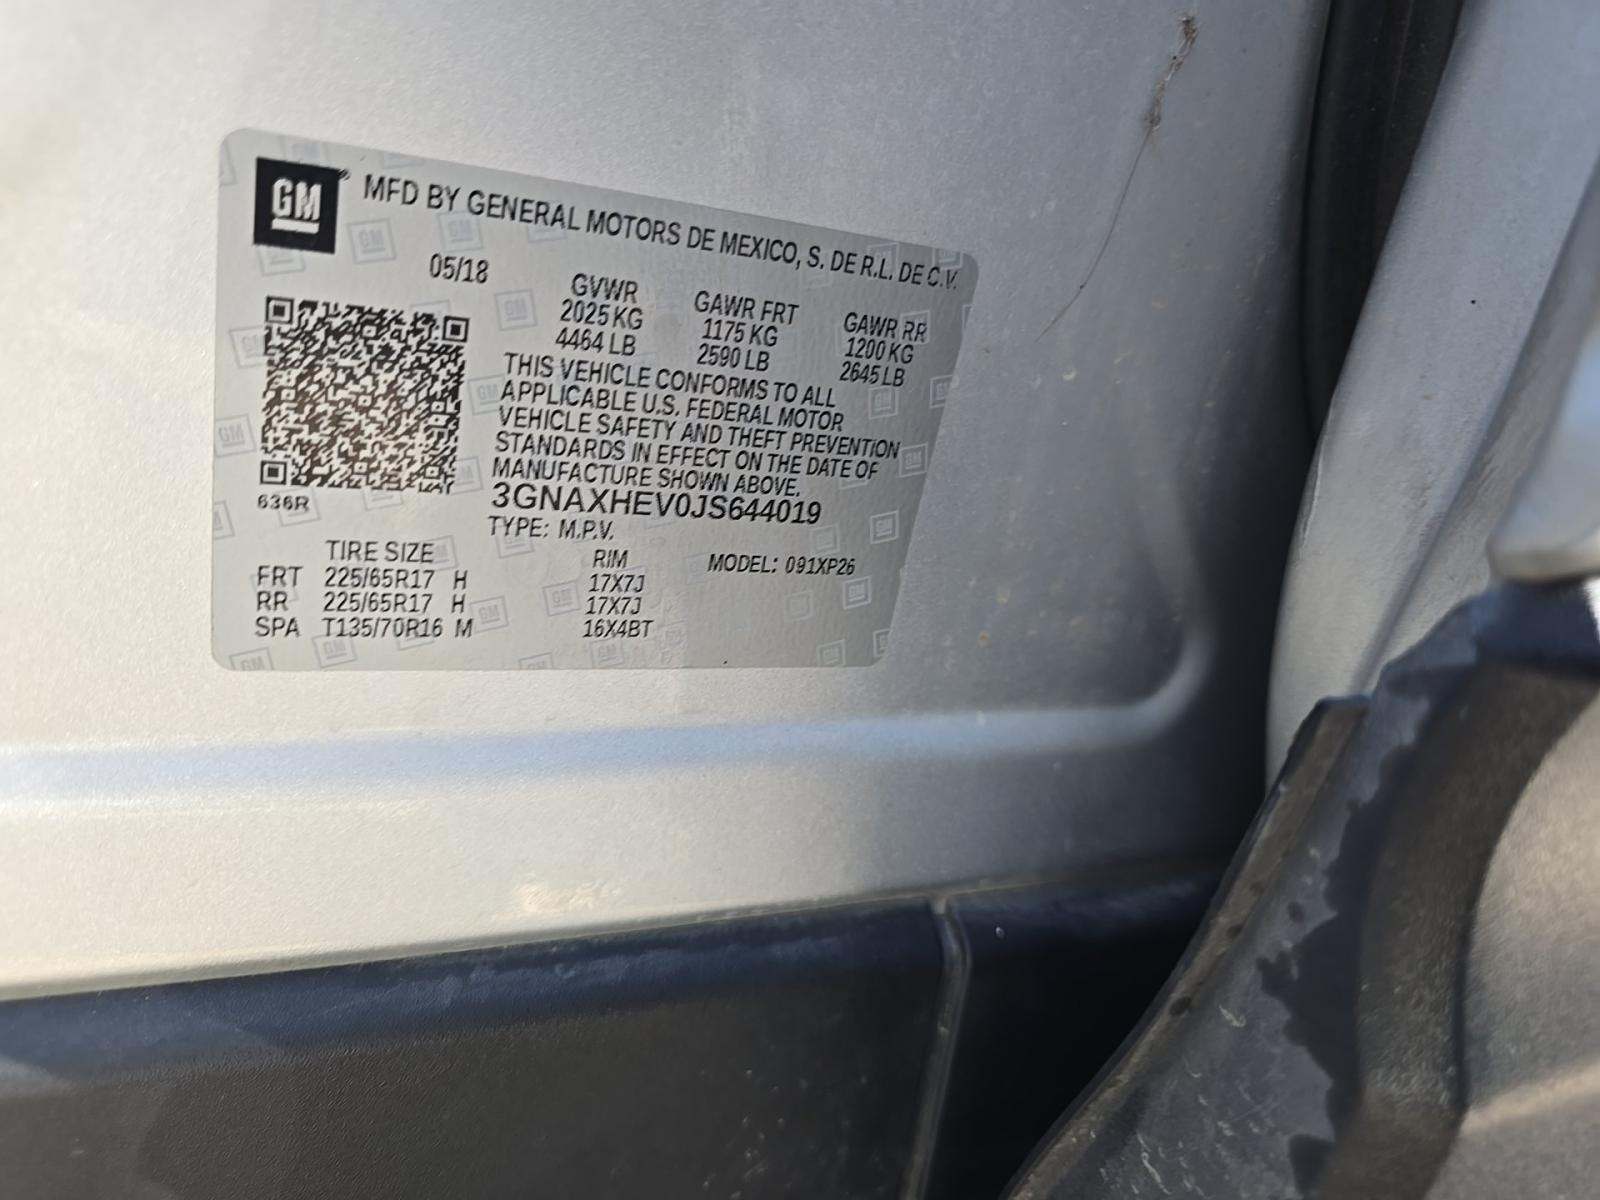 GM ® MFD BY GENERAL MOTORS DE MEXICO, S. DE R.L. DE C.V.
05/18
GVWR GAWR FRT GAWR RR
2025 KG 1175 KG 1200 KG
4464 LB 2590 LB 2645 LB
THIS VEHICLE CONFORMS TO ALL
APPLICABLE U.S. FEDERAL MOTOR
VEHICLE SAFETY AND THEFT PREVENTION
STANDARDS IN EFFECT ON THE DATE OF
MANUFACTURE SHOWN ABOVE.
636R
3GNAXHEV0JS644019
TYPE: M.P.V.
TIRE SIZE RIM MODEL: 091XP26
FRT 225/65R17 H 17X7J
RR 225/65R17 H 17X7J
SPA T135/70R16 M 16X4BT